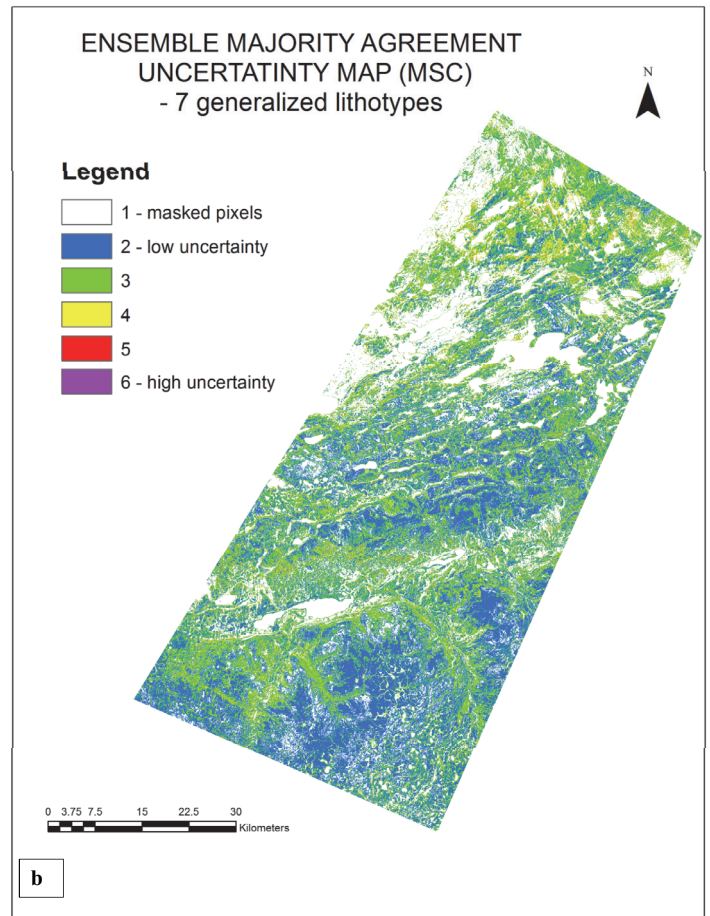 ENSEMBLE MAJORITY AGREEMENT
UNCERTATINTY MAP (MSC)
- 7 generalized lithotypes
N
Legend
1 - masked pixels
2 - low uncertainty
3
4
5
6 - high uncertainty
0 3.75 7.5 15 22.5 30
Kilometers
b